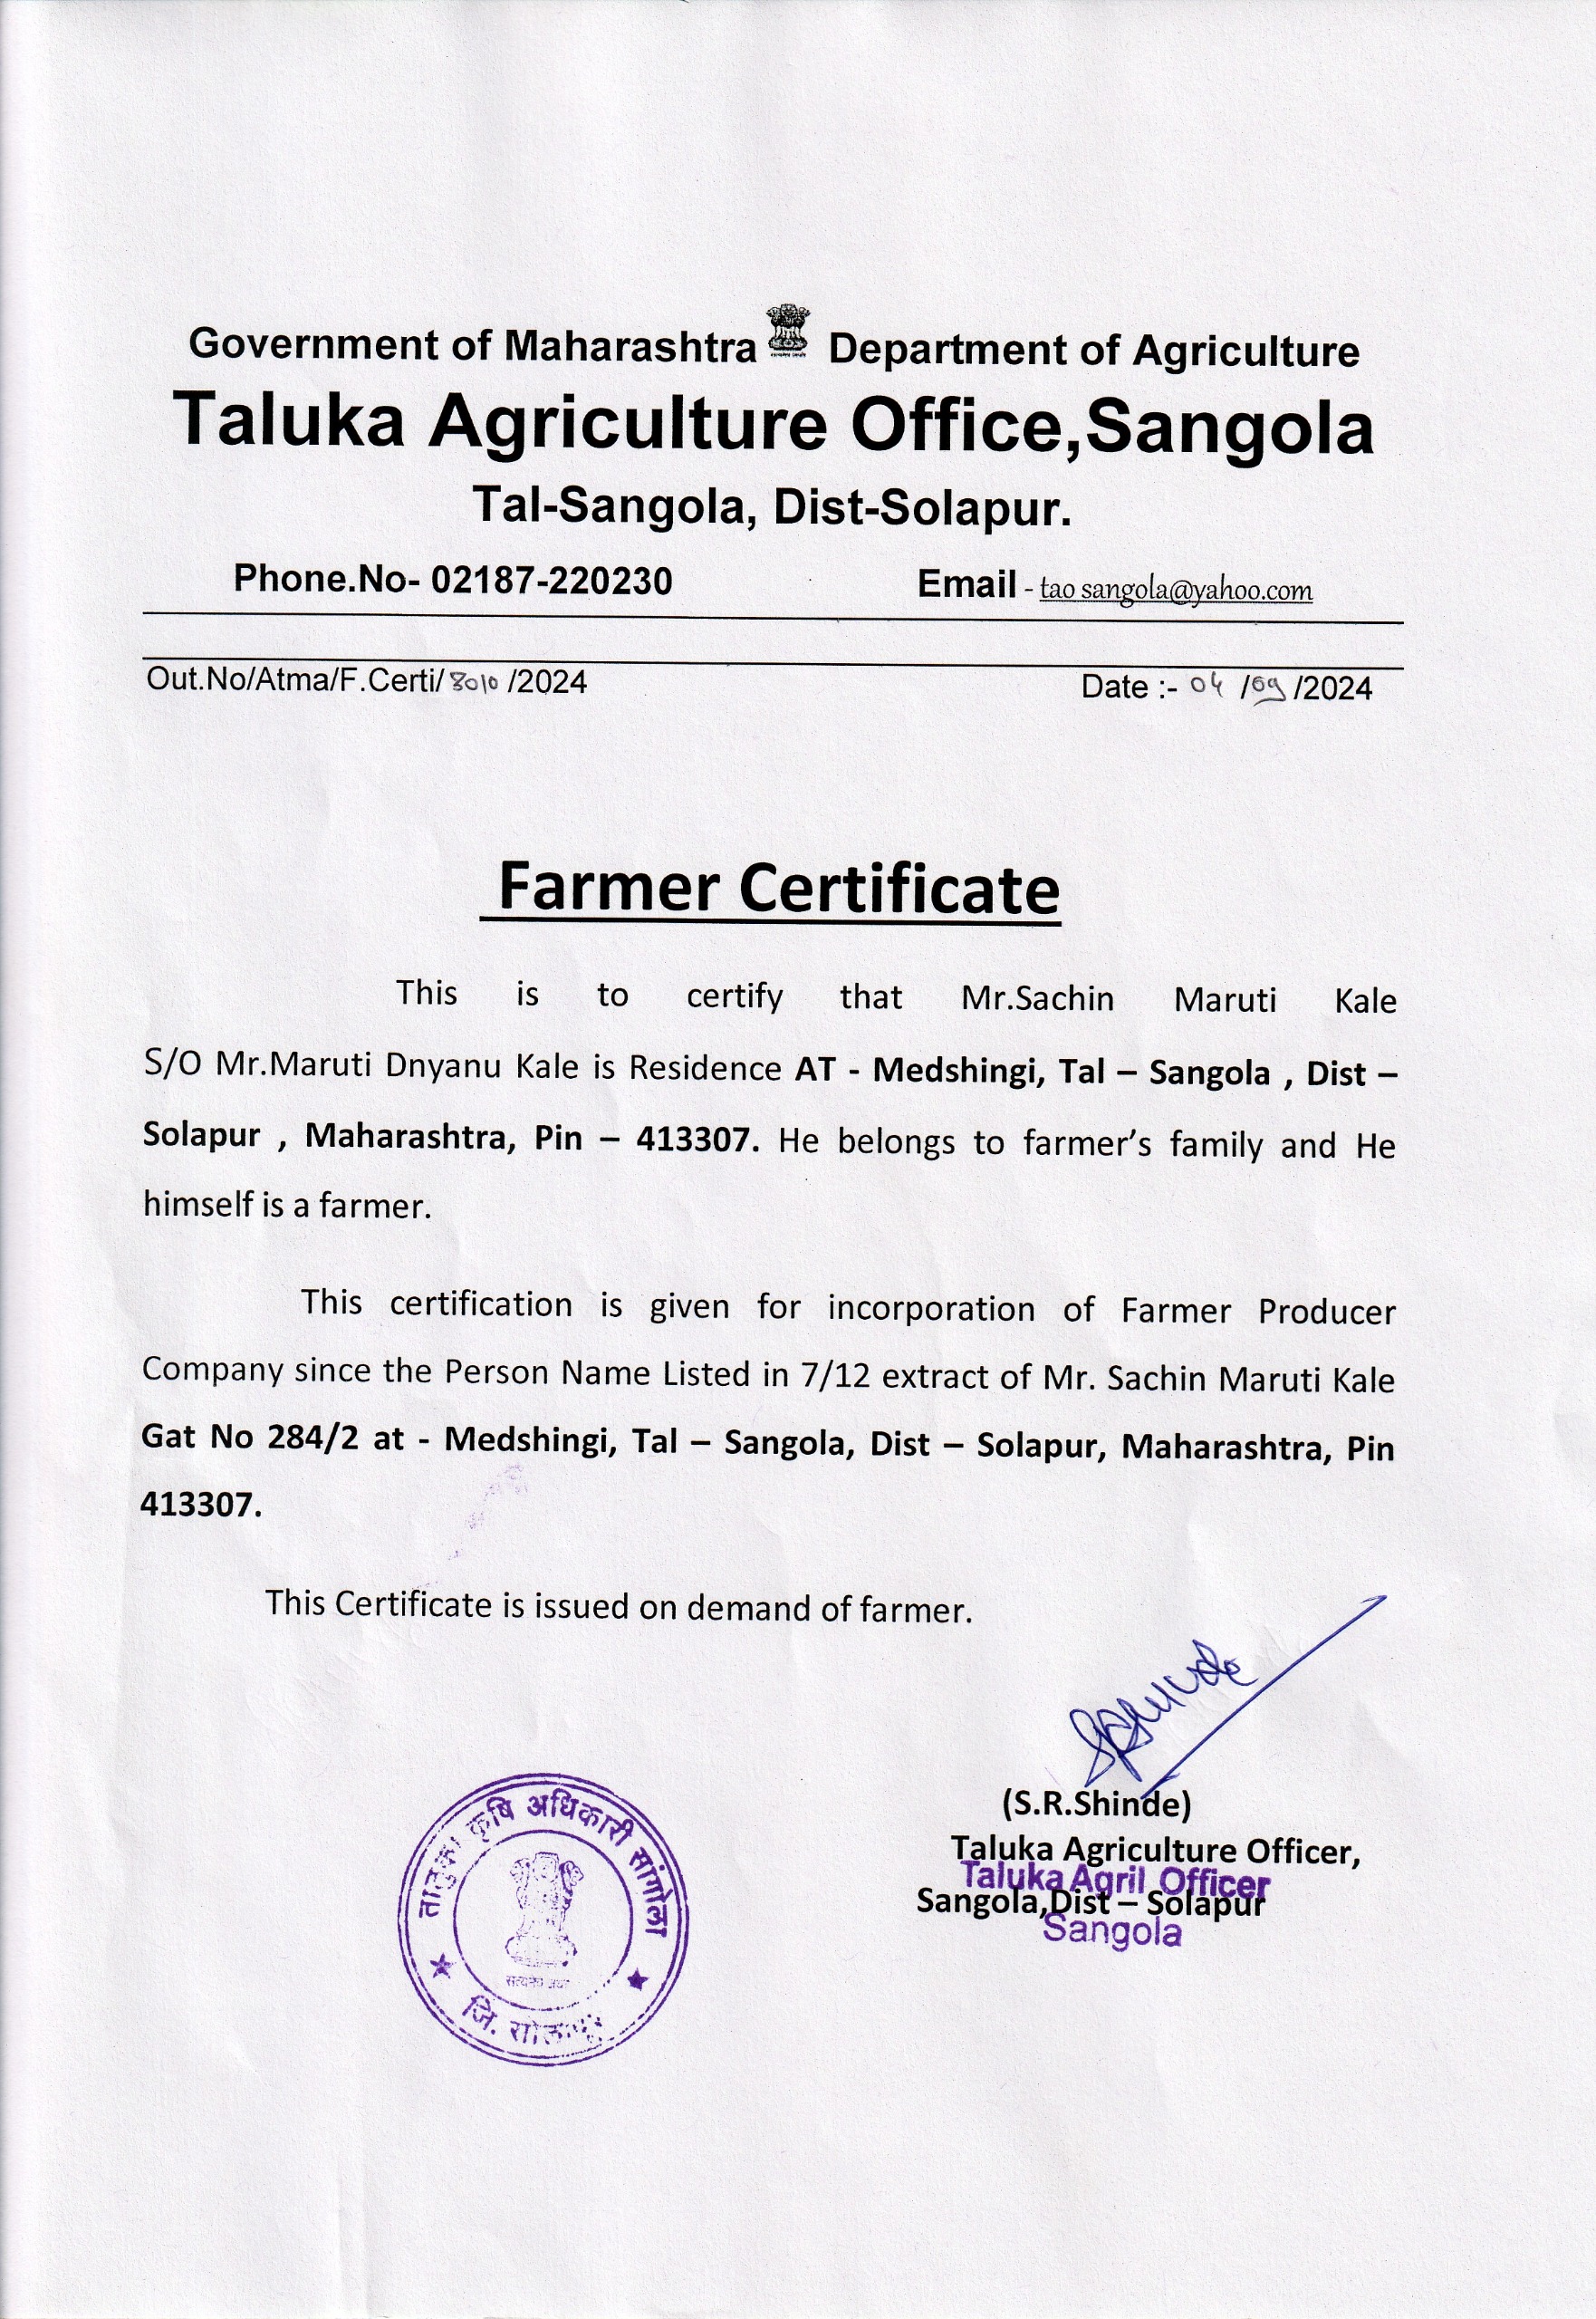 Government of Maharashtra Department of Agriculture
Taluka Agriculture Office,Sangola
Tal-Sangola, Dist-Solapur.
Phone.No- 02187-220230 Email - tao sangola@yahoo.com
Out.No/Atma/F.Certi/8010/2024 Date :- 04 /09 /2024
Farmer Certificate
This is to certify that Mr.Sachin Maruti Kale
S/O Mr.Maruti Dnyanu Kale is Residence AT - Medshingi, Tal – Sangola , Dist –
Solapur , Maharashtra, Pin – 413307. He belongs to farmer’s family and He
himself is a farmer.
This certification is given for incorporation of Farmer Producer
Company since the Person Name Listed in 7/12 extract of Mr. Sachin Maruti Kale
Gat No 284/2 at - Medshingi, Tal – Sangola, Dist – Solapur, Maharashtra, Pin
413307.
This Certificate is issued on demand of farmer.
SRShinde
(S.R.Shinde)
Taluka Agriculture Officer,
Taluka Agril Officer
Sangola,Dist – Solapur
Sangola
तालुका कृषि अधिकारी सांगोला
जि. सोलापूर